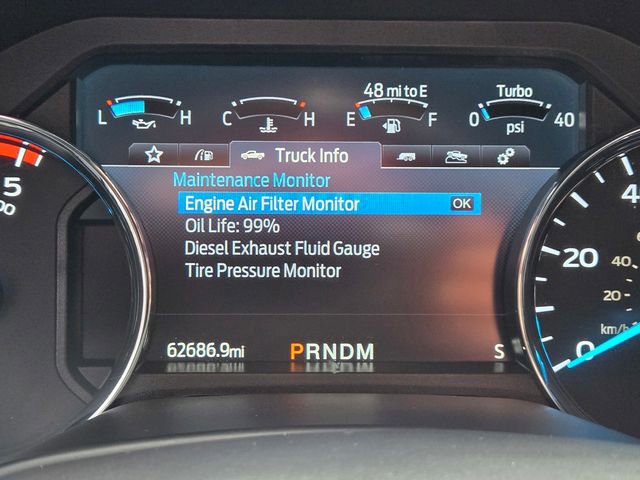 48 mi to E
Turbo
L H
C H
E F
0 40
psi
Truck Info
Maintenance Monitor
Engine Air Filter Monitor OK
Oil Life: 99%
Diesel Exhaust Fluid Gauge
Tire Pressure Monitor
62686.9mi
PRNDM
S
5
20
40
20
km/h
0